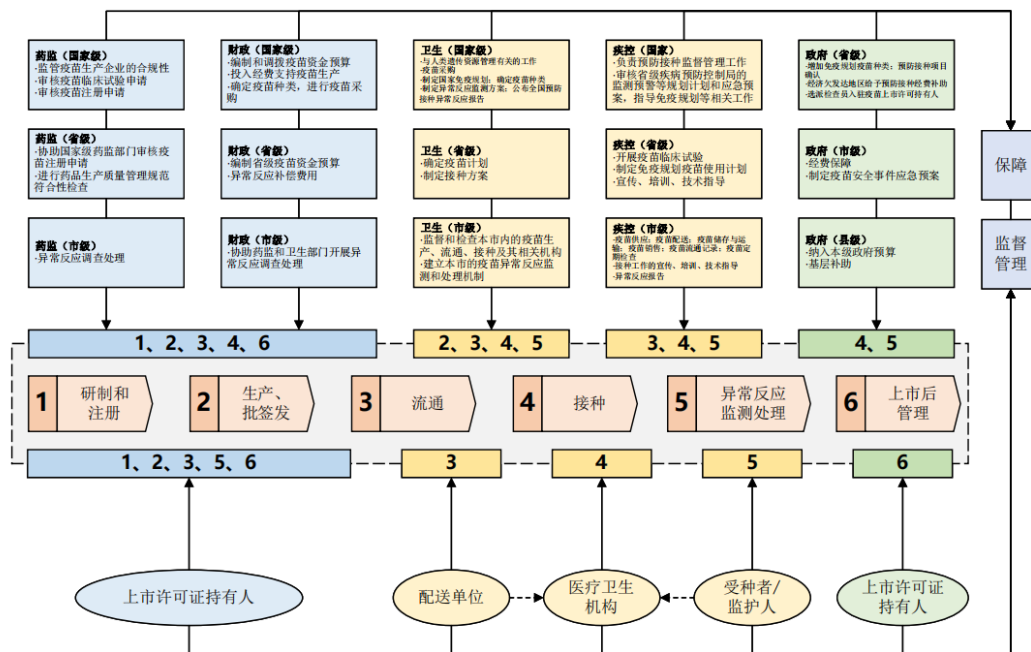 药监（国家级）
·监管疫苗生产企业的合规性
·审核疫苗临床试验申请
·审核疫苗注册申请
财政（国家级）
·编制和调拨疫苗资金预算
·投入经费支持疫苗生产
·确定疫苗种类，进行疫苗采
购
卫生（国家级）
·与人类遗传资源管理有关的工作
·疫苗采购
·制定国家免疫规划；确定疫苗种类
·制定异常反应监测方案；公布全国预防
接种异常反应报告
疾控（国家）
·负责预防接种监督管理工作
·审核省级疾病预防控制局的
监测预警等规划计划和应急预
案，指导免疫规划等相关工作
政府（省级）
·增加免疫规划疫苗种类；预防接种项目
确认
·经济欠发达地区给予预防接种经费补助
·选派检查员入驻疫苗上市许可持有人
药监（省级）
·协助国家级药监部门审核疫
苗注册申请
·进行药品生产质量管理规范
符合性检查
财政（省级）
·编制省级疫苗资金预算
·异常反应补偿费用
卫生（省级）
·确定疫苗计划
·制定接种方案
疾控（省级）
·开展疫苗临床试验
·制定免疫规划疫苗使用计划
·宣传、培训、技术指导
政府（市级）
·经费保障
·制定疫苗安全事件应急预案
保障
药监（市级）
·异常反应调查处理
财政（市级）
·协助药监和卫生部门开展异
常反应调查处理
卫生（市级）
·监督和检查本市内的疫苗生
产、流通、接种及其相关机构
·建立本市的疫苗异常反应监
测和处理机制
疾控（市级）
·疫苗供应；疫苗配送；疫苗储存与运
输；疫苗销售；疫苗流通记录；疫苗定
期检查
·接种工作的宣传、培训、技术指导
·异常反应报告
政府（县级）
·纳入本级政府预算
·基层补助
监督
管理
1、2、3、4、6
2、3、4、5
3、4、5
4、5
1
研制和
注册
2
生产、
批签发
3
流通
4
接种
5
异常反应
监测处理
6
上市后
管理
1、2、3、5、6
3
4
5
6
上市许可证持有人
配送单位
医疗卫生
机构
受种者/
监护人
上市许可证
持有人